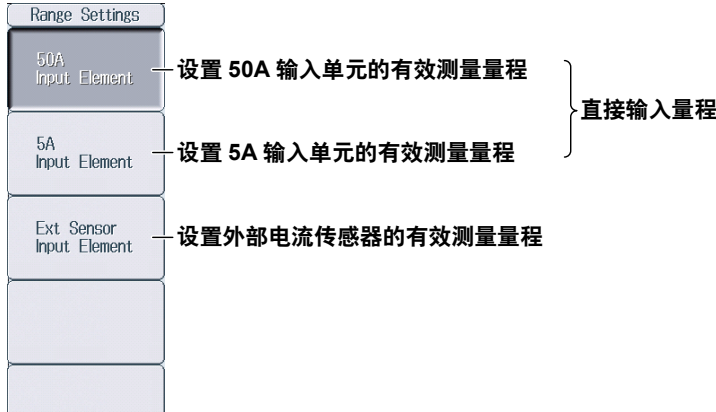 Range Settings
50A
Input Element
设置 50A 输入单元的有效测量量程
直接输入量程
5A
Input Element
设置 5A 输入单元的有效测量量程
Ext Sensor
Input Element
设置外部电流传感器的有效测量量程